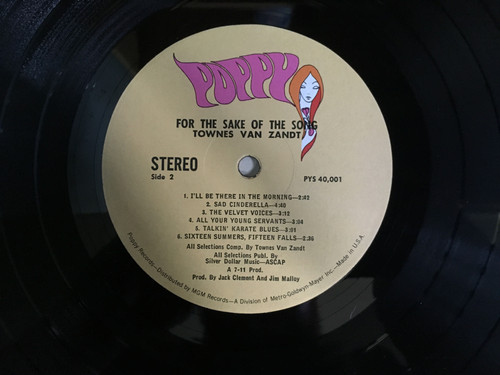 POPPY
FOR THE SAKE OF THE SONG
TOWNES VAN ZANDT
STEREO
Side 2
PYS 40,001
1. I'LL BE THERE IN THE MORNING—2:42
2. SAD CINDERELLA—4:40
3. THE VELVET VOICES—3:12
4. ALL YOUR YOUNG SERVANTS—3:04
5. TALKIN' KARATE BLUES—3:01
6. SIXTEEN SUMMERS, FIFTEEN FALLS—2:36
All Selections Comp. By Townes Van Zandt
All Selections Publ. By
Silver Dollar Music—ASCAP
A 7-11 Prod.
Prod. By Jack Clement And Jim Malloy
Poppy Records—Distributed by MGM Records—A Division of Metro-Goldwyn-Mayer Inc.—Made in U.S.A.